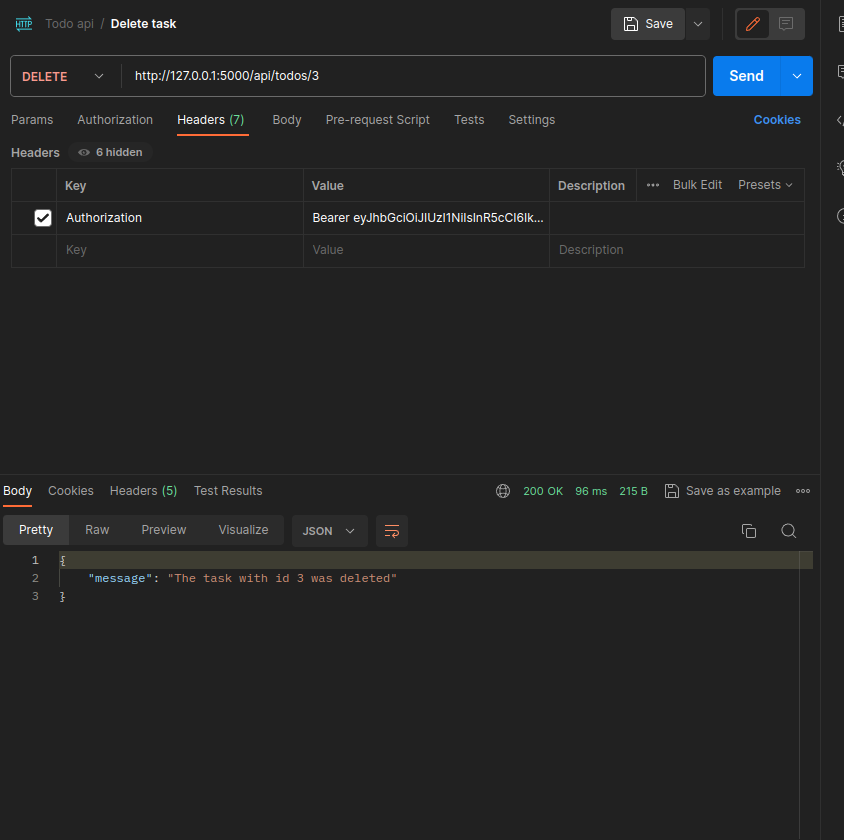 HTTP Todo api / Delete task Save
DELETE http://127.0.0.1:5000/api/todos/3 Send
Params Authorization Headers (7) Body Pre-request Script Tests Settings Cookies
Headers 6 hidden
Key Value Description ••• Bulk Edit Presets
Authorization Bearer eyJhbGciOiJIUzI1NiIsInR5cCI6Ik...
Key Value Description
Body Cookies Headers (5) Test Results 200 OK 96 ms 215 B Save as example
Pretty Raw Preview Visualize JSON
1 {
2 "message": "The task with id 3 was deleted"
3 }